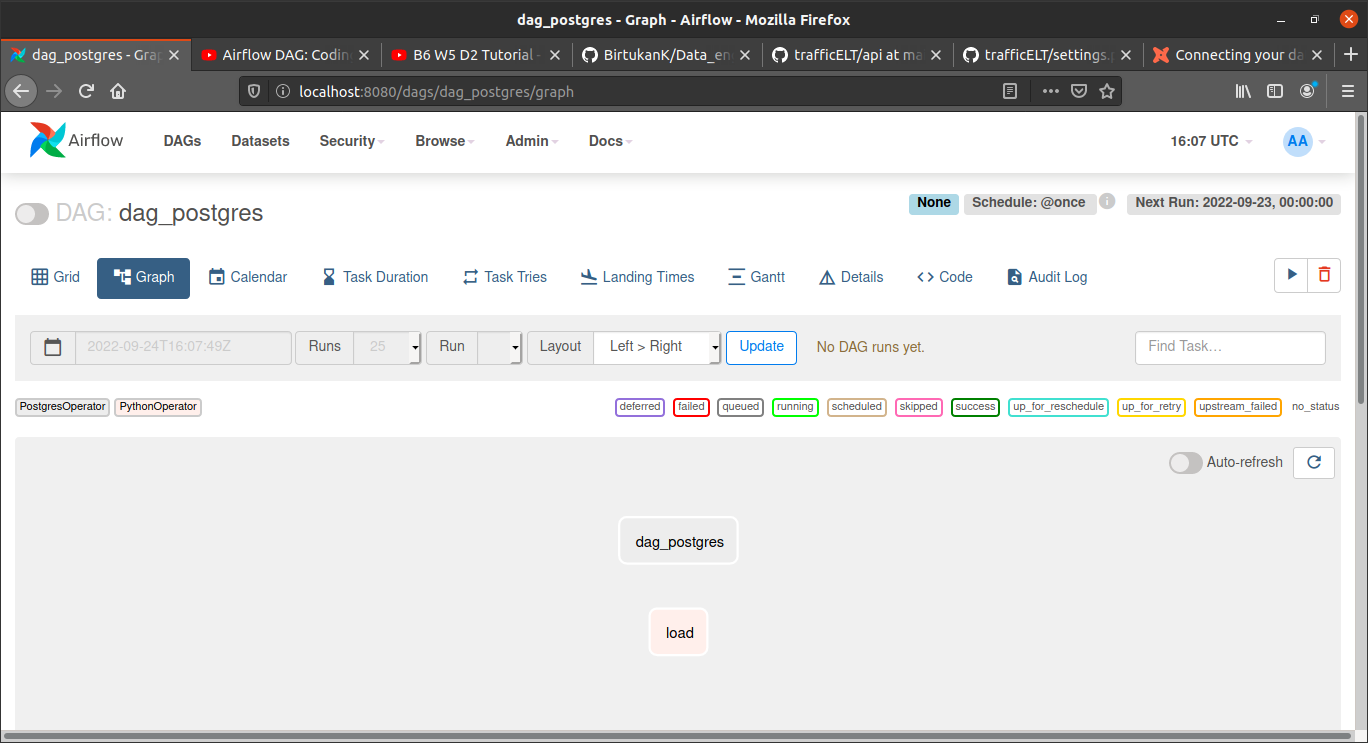 dag_postgres - Graph - Airflow - Mozilla Firefox
dag_postgres - Grap
Airflow DAG: Codin
B6 W5 D2 Tutorial -
BirtukanK/Data_en
trafficELT/api at ma
trafficELT/settings.p
Connecting your da
localhost:8080/dags/dag_postgres/graph
Airflow DAGs Datasets Security Browse Admin Docs 16:07 UTC AA
DAG: dag_postgres None Schedule: @once i Next Run: 2022-09-23, 00:00:00
Grid Graph Calendar Task Duration Task Tries Landing Times Gantt Details Code Audit Log
2022-09-24T16:07:49Z Runs 25 Run Layout Left > Right Update No DAG runs yet. Find Task...
PostgresOperator PythonOperator deferred failed queued running scheduled skipped success up_for_reschedule up_for_retry upstream_failed no_status
Auto-refresh
dag_postgres
load